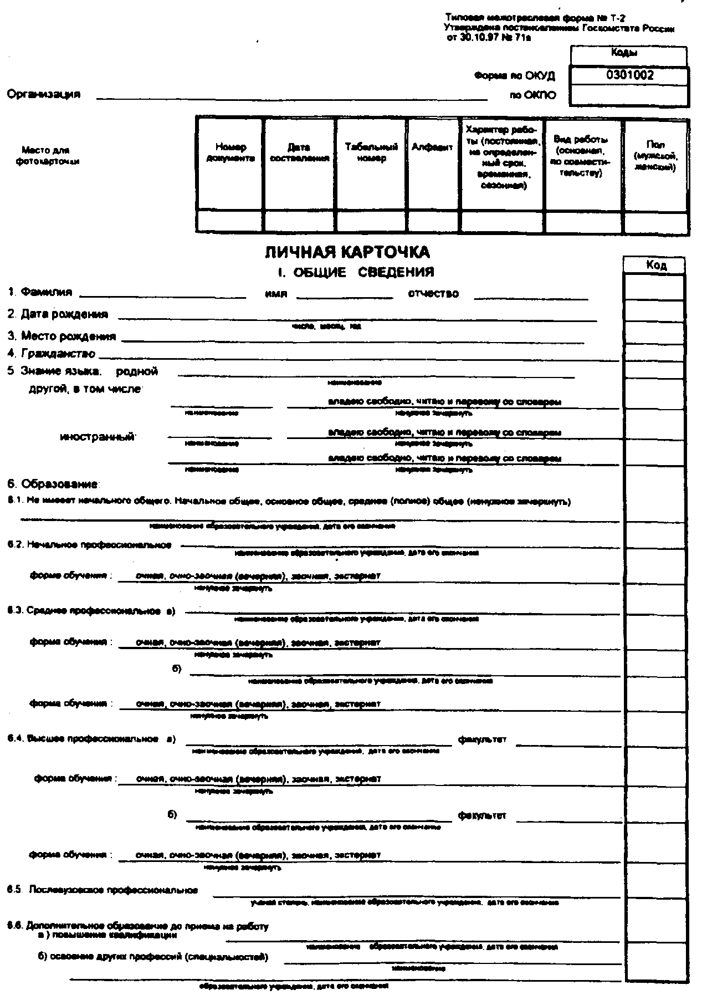 Типовая межотраслевая форма № Т-2
Утверждена постановлением Госкомстата России
от 30.10.97 № 71а
Коды
Форма по ОКУД 0301002
Организация по ОКПО
Место для
фотокарточки
Номер
документа
Дата
составления
Табельный
номер
Алфавит
Характер рабо-
ты (постоянная,
на определен-
ный срок,
временная,
сезонная)
Вид работы
(основная,
по совмести-
тельству)
Пол
(мужской,
женский)
ЛИЧНАЯ КАРТОЧКА
I. ОБЩИЕ СВЕДЕНИЯ
Код
1. Фамилия имя отчество
2. Дата рождения
число, месяц, год
3. Место рождения
4. Гражданство
5 Знание языка: родной
наименование
другой, в том числе:
владею свободно, читаю и перевожу со словарем
наименование ненужное зачеркнуть
иностранный: владею свободно, читаю и перевожу со словарем
наименование ненужное зачеркнуть
владею свободно, читаю и перевожу со словарем
наименование ненужное зачеркнуть
6. Образование:
6.1. Не имеет начального общего. Начальное общее, основное общее, среднее (полное) общее (ненужное зачеркнуть)
наименование образовательного учреждения, дата его окончания
6.2. Начальное профессиональное
наименование образовательного учреждения, дата его окончания
форма обучения : очная, очно-заочная (вечерняя), заочная, экстернат
ненужное зачеркнуть
6.3. Среднее профессиональное а)
наименование образовательного учреждения, дата его окончания
форма обучения : очная, очно-заочная (вечерняя), заочная, экстернат
ненужное зачеркнуть
б)
наименование образовательного учреждения, дата его окончания
форма обучения : очная, очно-заочная (вечерняя), заочная, экстернат
ненужное зачеркнуть
6.4. Высшее профессиональное а) факультет
наименование образовательного учреждения, дата его окончания
форма обучения : очная, очно-заочная (вечерняя), заочная, экстернат
ненужное зачеркнуть
б) факультет
наименование образовательного учреждения, дата его окончания
форма обучения : очная, очно-заочная (вечерняя), заочная, экстернат
ненужное зачеркнуть
6.5. Послевузовское профессиональное
ученая степень, наименование образовательного учреждения, дата его окончания
6.6. Дополнительное образование до приема на работу
а ) повышение квалификации
наименование образовательного учреждения, дата его окончания
б) освоение других профессий (специальностей)
наименование
образовательного учреждения, дата его окончания